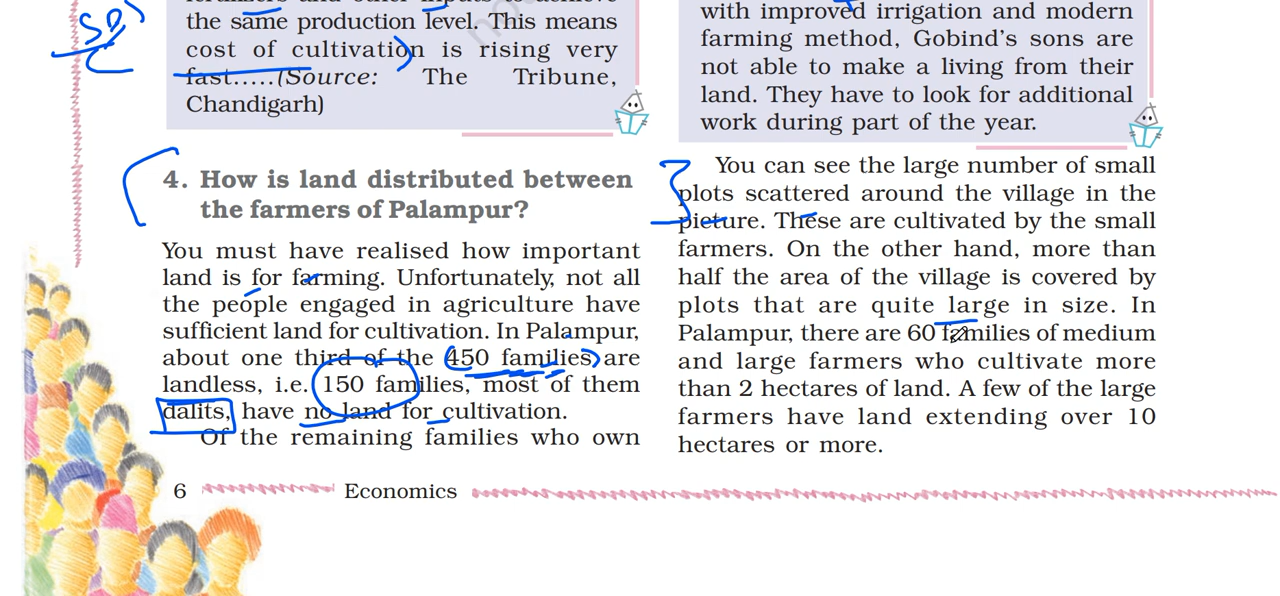 the same production level. This means
cost of cultivation is rising very
fast.....(Source: The Tribune,
Chandigarh)
4. How is land distributed between
the farmers of Palampur?
You must have realised how important
land is for farming. Unfortunately, not all
the people engaged in agriculture have
sufficient land for cultivation. In Palampur,
about one third of the 450 families are
landless, i.e. 150 families, most of them
dalits, have no land for cultivation.
Of the remaining families who own
with improved irrigation and modern
farming method, Gobind's sons are
not able to make a living from their
land. They have to look for additional
work during part of the year.
You can see the large number of small
plots scattered around the village in the
picture. These are cultivated by the small
farmers. On the other hand, more than
half the area of the village is covered by
plots that are quite large in size. In
Palampur, there are 60 families of medium
and large farmers who cultivate more
than 2 hectares of land. A few of the large
farmers have land extending over 10
hectares or more.
6 Economics